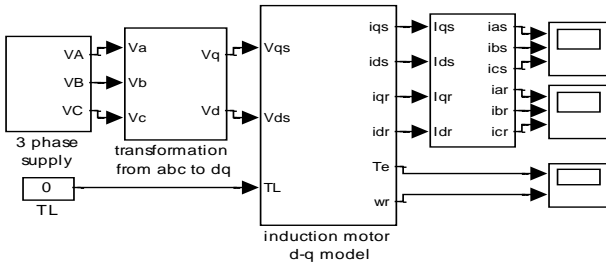 VA
VB
VC
3 phase
supply
Va
Vb
Vc
Vq
Vd
transformation
from abc to dq
0
TL
Vqs
Vds
TL
iqs
ids
iqr
idr
Te
wr
induction motor
d-q model
Iqs
Ids
Iqr
Idr
ias
ibs
ics
iar
ibr
icr